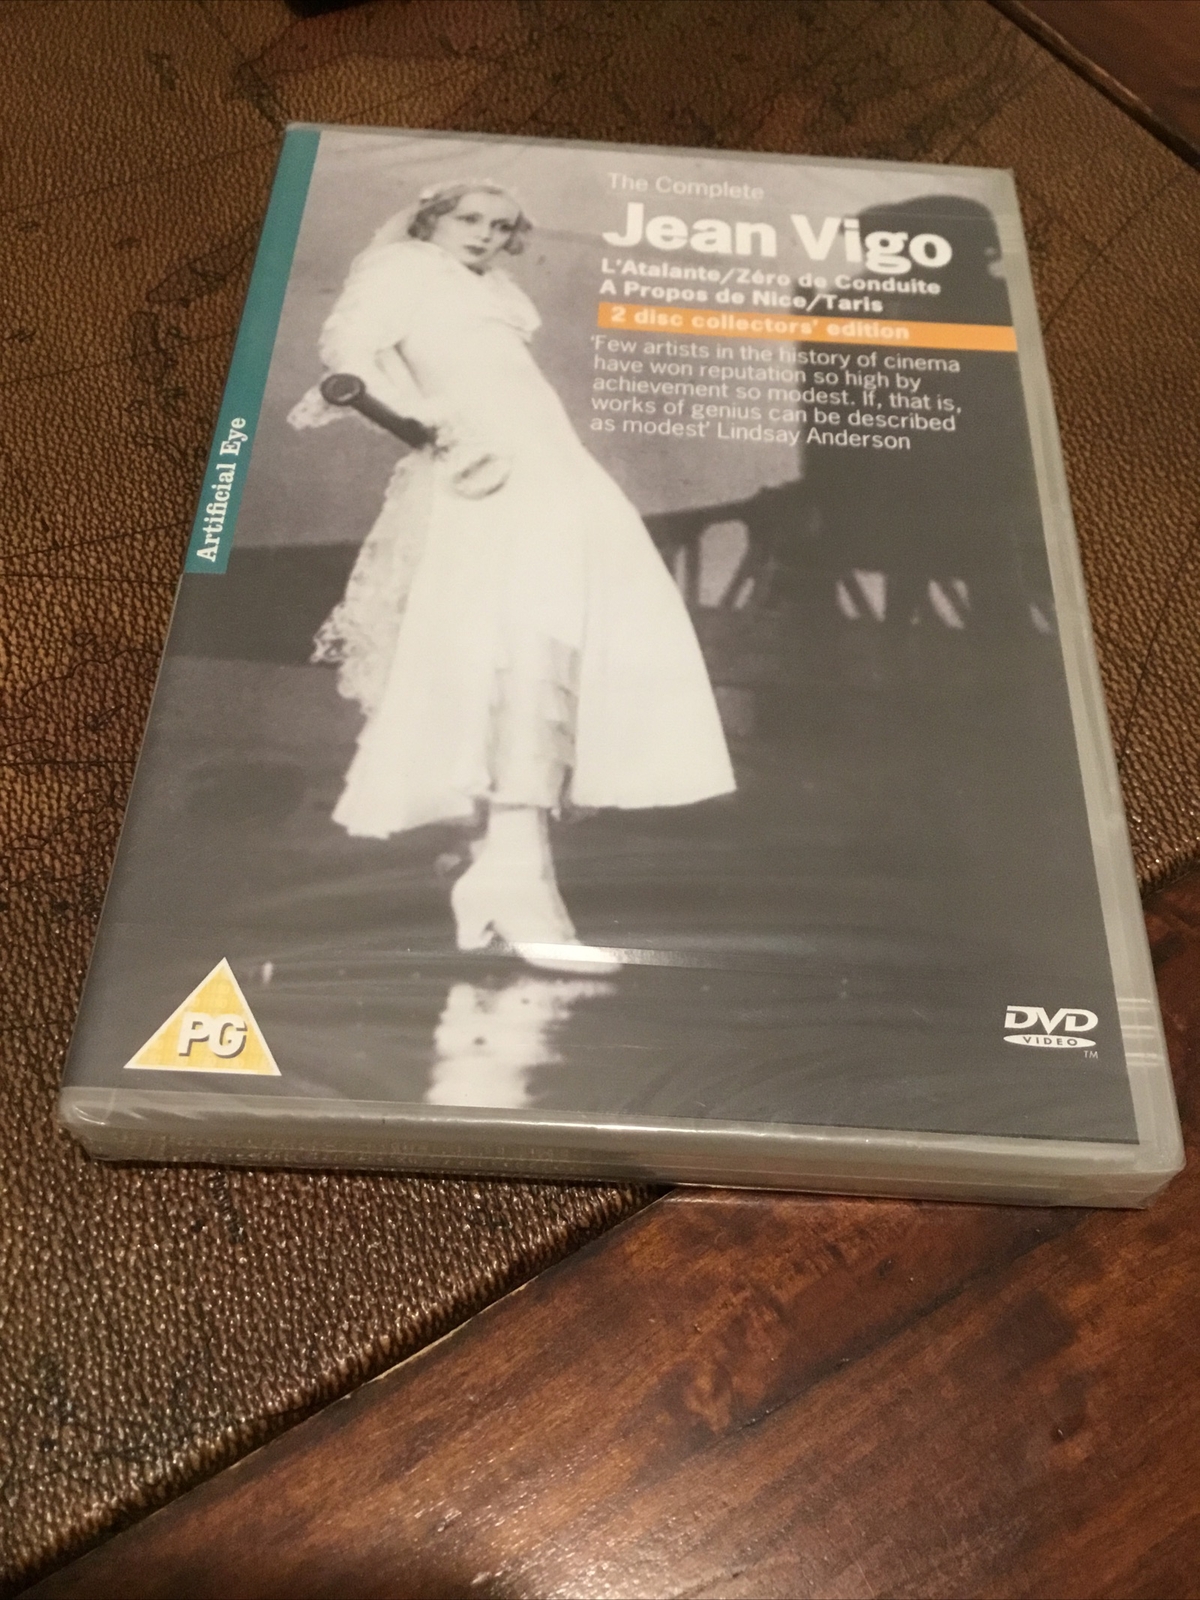 The Complete
Jean Vigo
L'Atalante/Zéro de Conduite
A Propos de Nice/Taris
2 disc collectors' edition
'Few artists in the history of cinema
have won reputation so high by
achievement so modest. If, that is,
works of genius can be described
as modest' Lindsay Anderson
Artificial Eye
PG
DVD
VIDEO
TM